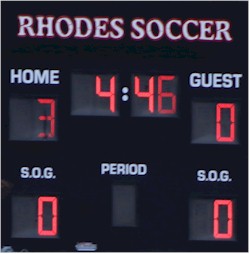 RHODES SOCCER
HOME 4:46 GUEST
3 0
S.O.G. PERIOD S.O.G.
0 0